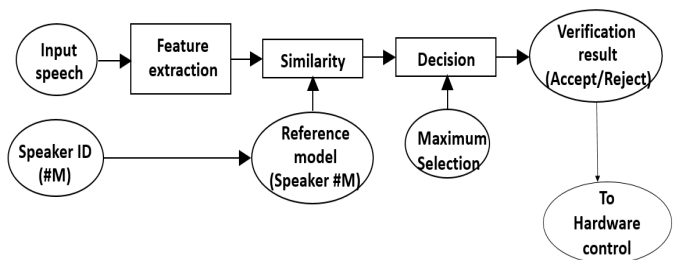 Input
speech
Feature
extraction
Similarity
Decision
Verification
result
(Accept/Reject)
Speaker ID
(#M)
Reference
model
(Speaker #M)
Maximum
Selection
To
Hardware
control